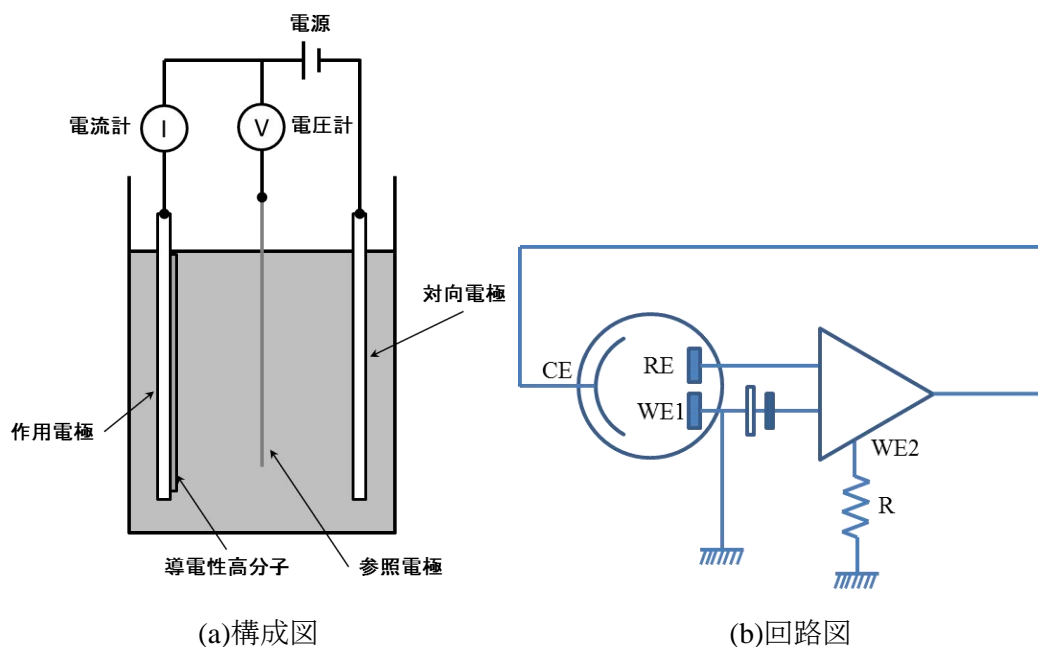 電源
電流計
I
V
電圧計
対向電極
作用電極
導電性高分子
参照電極
(a)構成図
CE
RE
WE1
WE2
R
(b)回路図